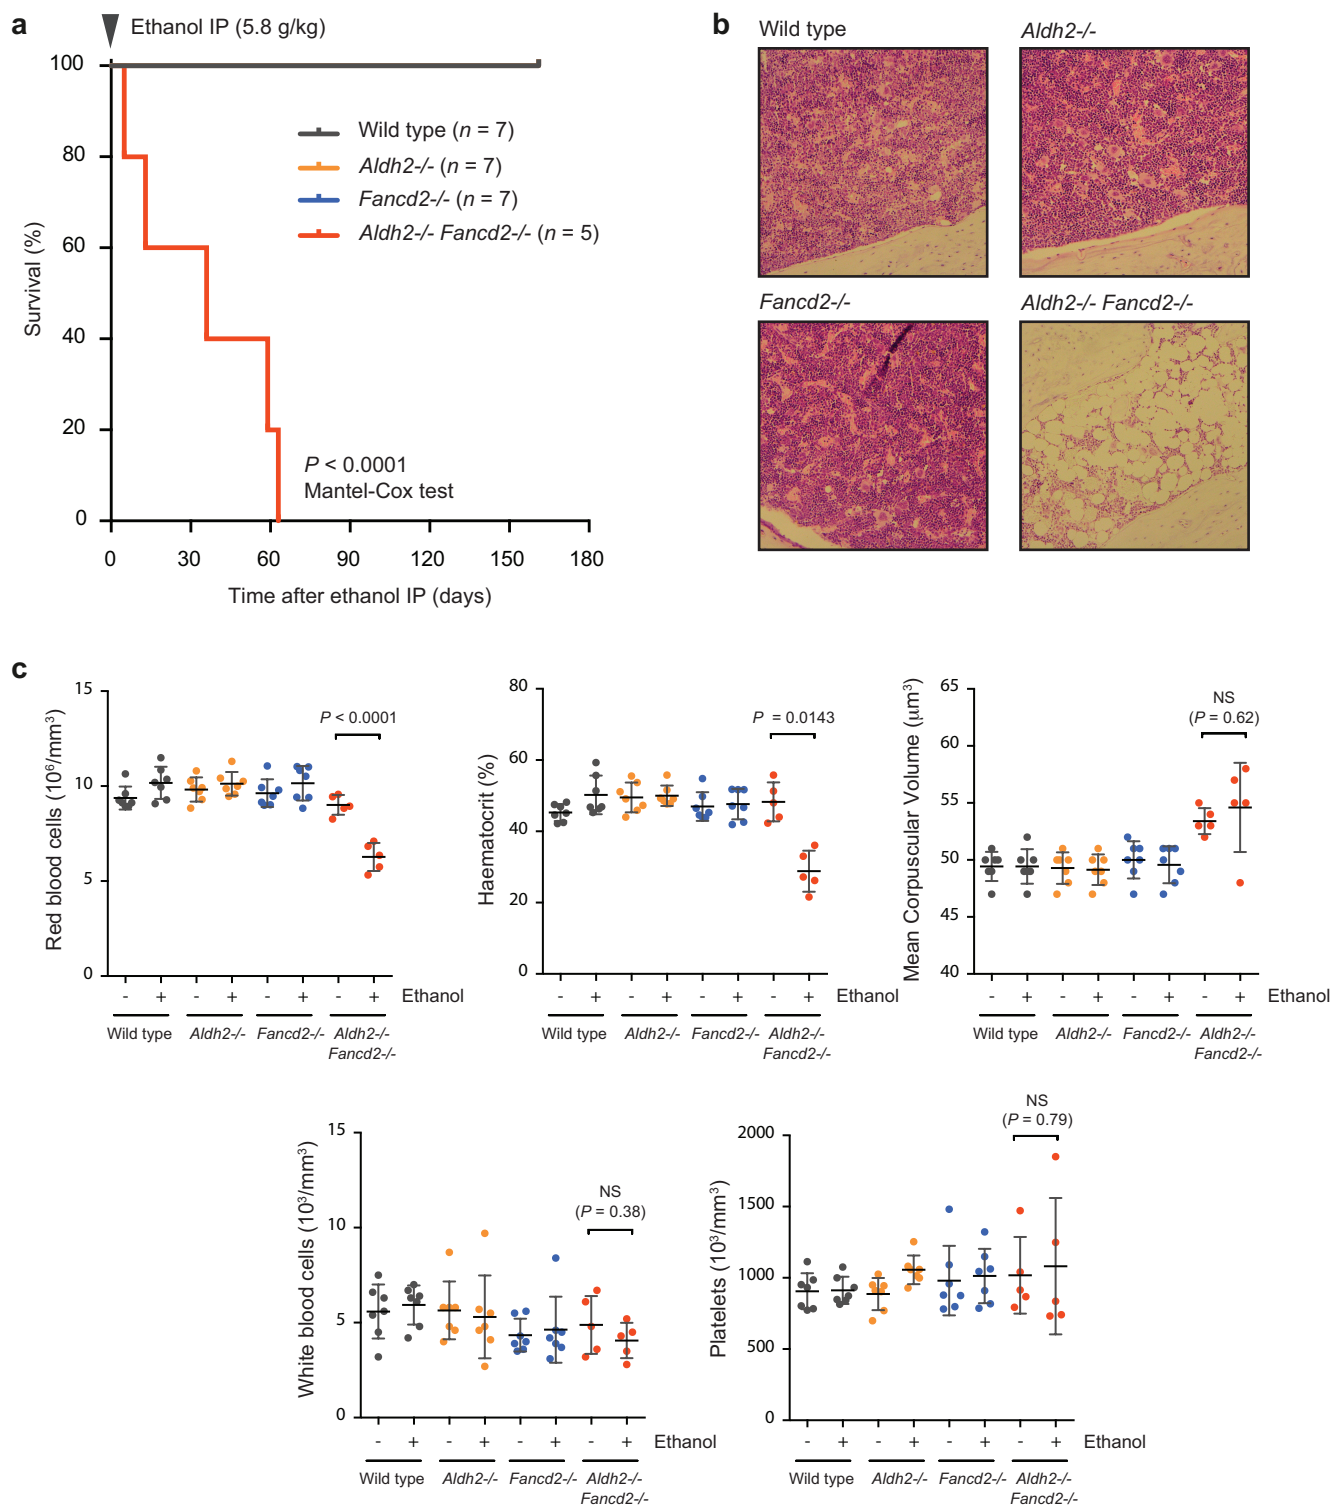 a
Ethanol IP (5.8 g/kg)
100
80
60
40
20
0
Survival (%)
Wild type (n = 7)
Aldh2-/- (n = 7)
Fancd2-/- (n = 7)
Aldh2-/- Fancd2-/- (n = 5)
P < 0.0001
Mantel-Cox test
0 30 60 90 120 150 180
Time after ethanol IP (days)
b
Wild type
Aldh2-/-
Fancd2-/-
Aldh2-/- Fancd2-/-
c
Red blood cells (10⁶/mm³)
15
10
5
0
P < 0.0001
- + - + - + - + Ethanol
Wild type Aldh2-/- Fancd2-/- Aldh2-/-
Fancd2-/-
Haematocrit (%)
80
60
40
20
0
P = 0.0143
- + - + - + - + Ethanol
Wild type Aldh2-/- Fancd2-/- Aldh2-/-
Fancd2-/-
Mean Corpuscular Volume (µm³)
65
60
55
50
45
40
NS
(P = 0.62)
- + - + - + - + Ethanol
Wild type Aldh2-/- Fancd2-/- Aldh2-/-
Fancd2-/-
White blood cells (10³/mm³)
15
10
5
0
NS
(P = 0.38)
- + - + - + - + Ethanol
Wild type Aldh2-/- Fancd2-/- Aldh2-/-
Fancd2-/-
Platelets (10³/mm³)
2000
1500
1000
500
0
NS
(P = 0.79)
- + - + - + - + Ethanol
Wild type Aldh2-/- Fancd2-/- Aldh2-/-
Fancd2-/-